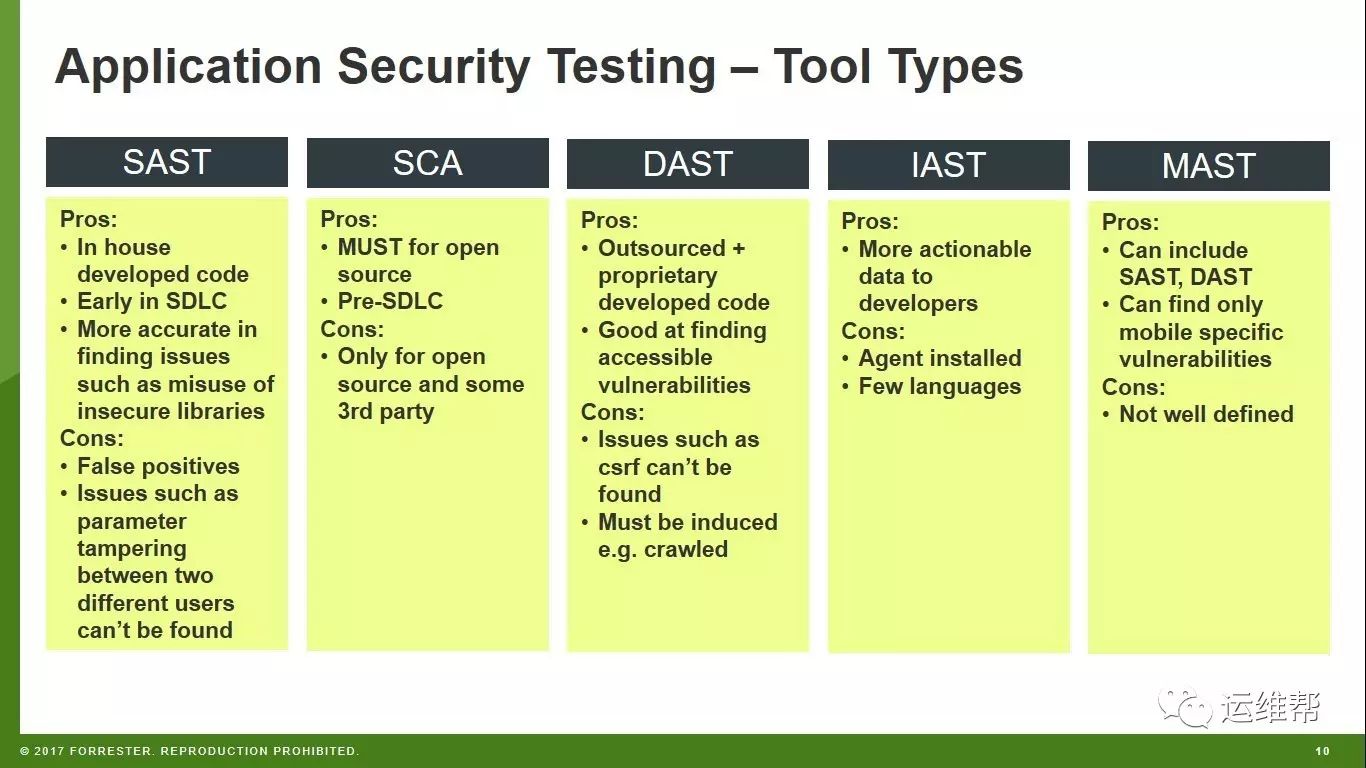 Application Security Testing – Tool Types
SAST
Pros:
• In house
developed code
• Early in SDLC
• More accurate in
finding issues
such as misuse of
insecure libraries
Cons:
• False positives
• Issues such as
parameter
tampering
between two
different users
can’t be found
SCA
Pros:
• MUST for open
source
• Pre-SDLC
Cons:
• Only for open
source and some
3rd party
DAST
Pros:
• Outsourced +
proprietary
developed code
• Good at finding
accessible
vulnerabilities
Cons:
• Issues such as
csrf can’t be
found
• Must be induced
e.g. crawled
IAST
Pros:
• More actionable
data to
developers
Cons:
• Agent installed
• Few languages
MAST
Pros:
• Can include
SAST, DAST
• Can find only
mobile specific
vulnerabilities
Cons:
• Not well defined
运维帮
© 2017 FORRESTER. REPRODUCTION PROHIBITED.
10